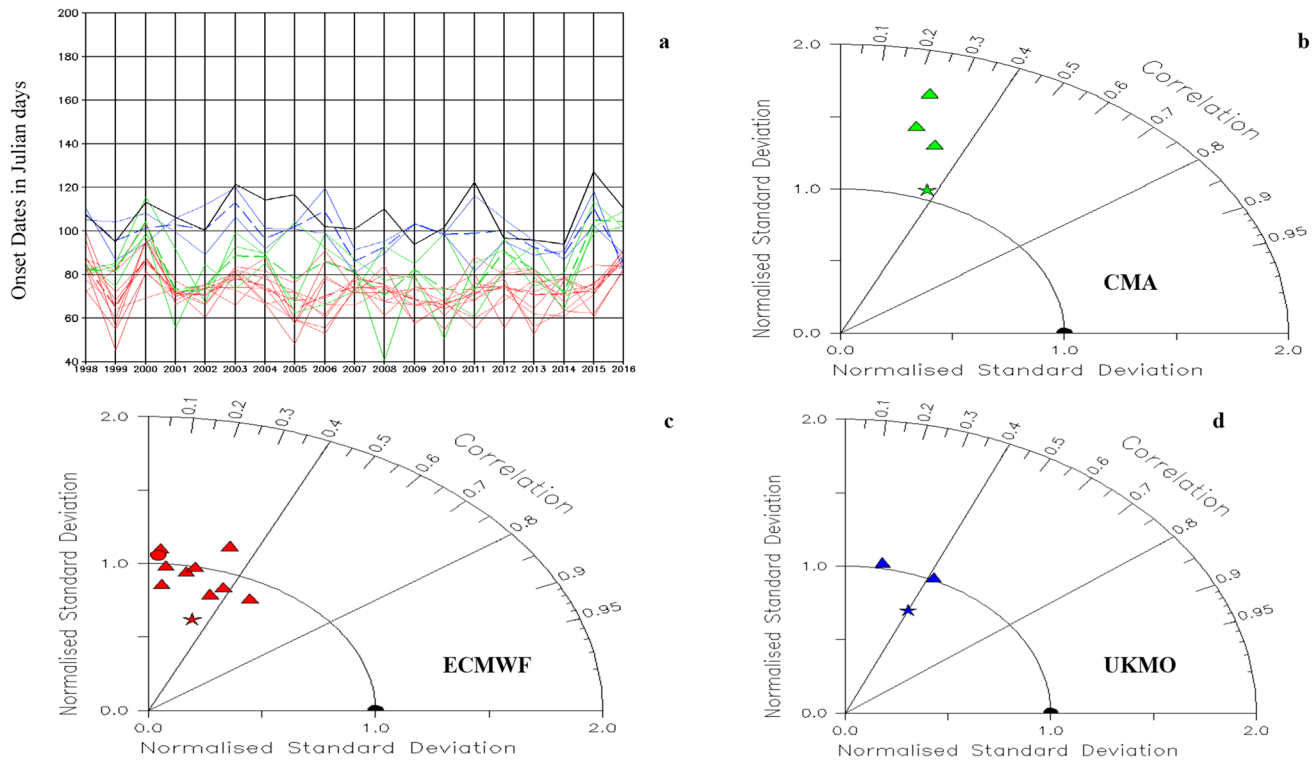 a
Onset Dates in Julian days
200
180
160
140
120
100
80
60
40
1998 1999 2000 2001 2002 2003 2004 2005 2006 2007 2008 2009 2010 2011 2012 2013 2014 2015 2016
b
Normalised Standard Deviation
2.0
1.0
0.0
0.1 0.2 0.3 0.4 0.5 0.6 0.7 0.8 0.9 0.95
Correlation
CMA
0.0 1.0 2.0
Normalised Standard Deviation
c
Normalised Standard Deviation
2.0
1.0
0.0
0.1 0.2 0.3 0.4 0.5 0.6 0.7 0.8 0.9 0.95
Correlation
ECMWF
0.0 1.0 2.0
Normalised Standard Deviation
d
Normalised Standard Deviation
2.0
1.0
0.0
0.1 0.2 0.3 0.4 0.5 0.6 0.7 0.8 0.9 0.95
Correlation
UKMO
0.0 1.0 2.0
Normalised Standard Deviation